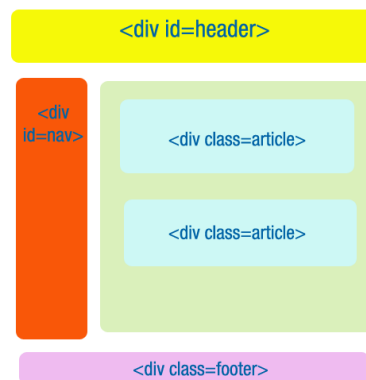 <div id=header>
<div
id=nav>
<div class=article>
<div class=article>
<div class=footer>